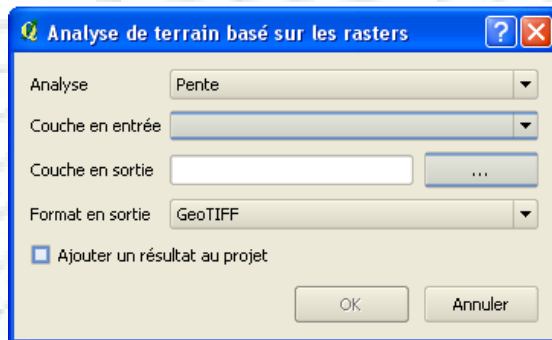 Analyse de terrain basé sur les rasters
Analyse Pente
Couche en entrée
Couche en sortie ...
Format en sortie GeoTIFF
Ajouter un résultat au projet
OK Annuler